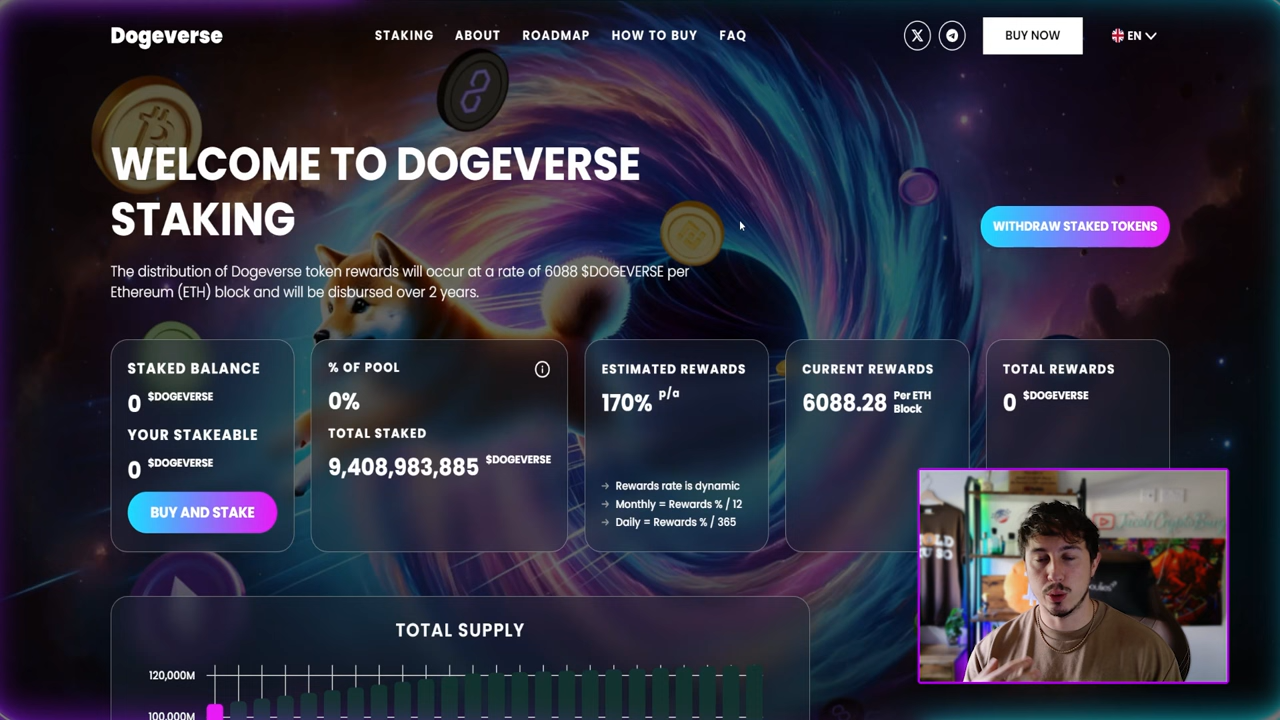 Dogeverse
STAKING
ABOUT
ROADMAP
HOW TO BUY
FAQ
BUY NOW
EN
WELCOME TO DOGEVERSE
STAKING
WITHDRAW STAKED TOKENS
The distribution of Dogeverse token rewards will occur at a rate of 6088 $DOGEVERSE per
Ethereum (ETH) block and will be disbursed over 2 years.
STAKED BALANCE
0 $DOGEVERSE
YOUR STAKEABLE
0 $DOGEVERSE
BUY AND STAKE
% OF POOL
0%
TOTAL STAKED
9,408,983,885 $DOGEVERSE
ESTIMATED REWARDS
170% p/a
→ Rewards rate is dynamic
→ Monthly = Rewards % / 12
→ Daily = Rewards % / 365
CURRENT REWARDS
6088.28 Per ETH
Block
TOTAL REWARDS
0 $DOGEVERSE
TOTAL SUPPLY
120,000M
100,000M